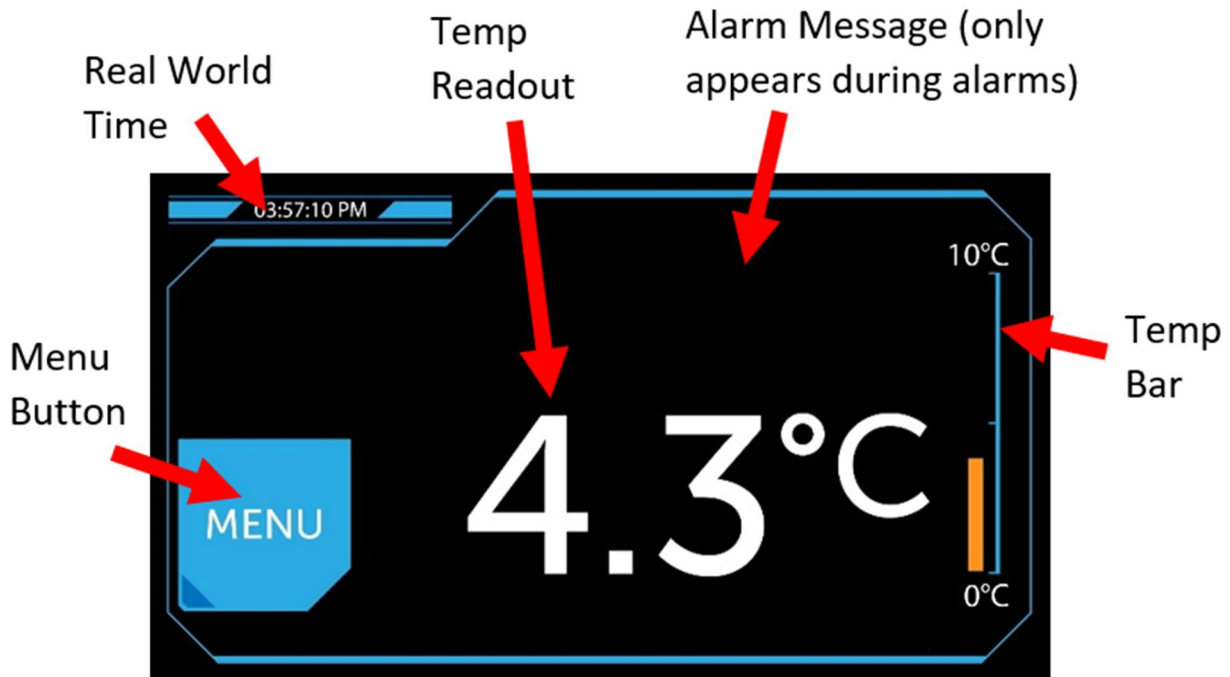 Real World
Time
Temp
Readout
Alarm Message (only
appears during alarms)
03:57:10 PM
10°C
Temp
Bar
Menu
Button
MENU
4.3°C
0°C